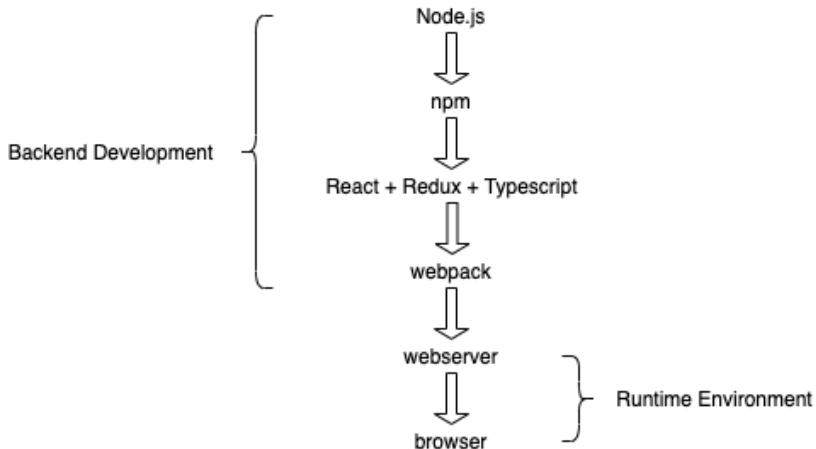 Node.js
npm
Backend Development
React + Redux + Typescript
webpack
webserver
Runtime Environment
browser